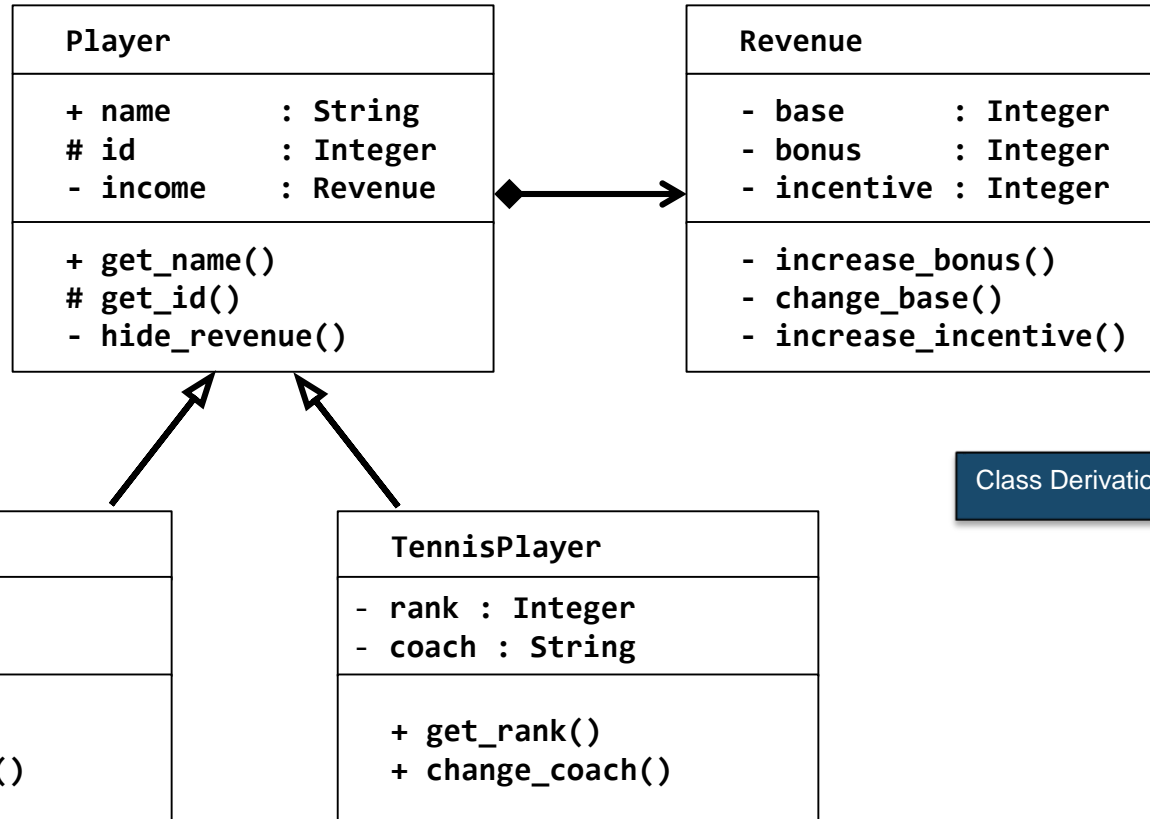 Player
+ name : String
# id : Integer
- income : Revenue
+ get_name()
# get_id()
- hide_revenue()
Revenue
- base : Integer
- bonus : Integer
- incentive : Integer
- increase_bonus()
- change_base()
- increase_incentive()
Class Derivatio
()
TennisPlayer
- rank : Integer
- coach : String
+ get_rank()
+ change_coach()